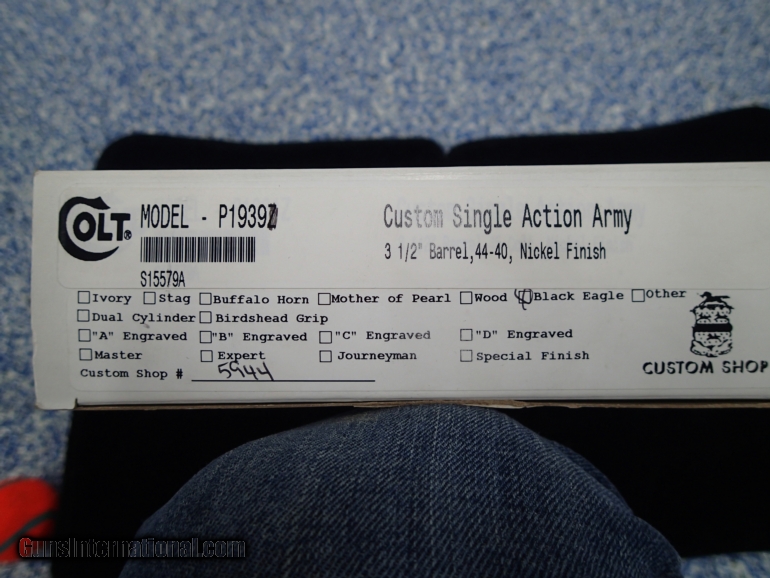 COLT®
MODEL - P1939Z
Custom Single Action Army
3 1/2" Barrel,44-40, Nickel Finish
S15579A
Ivory Stag Buffalo Horn Mother of Pearl Wood Black Eagle Other
Dual Cylinder Birdshead Grip
"A" Engraved "B" Engraved "C" Engraved "D" Engraved
Master Expert Journeyman Special Finish
Custom Shop # 5944
CUSTOM SHOP
GunsInternational.com